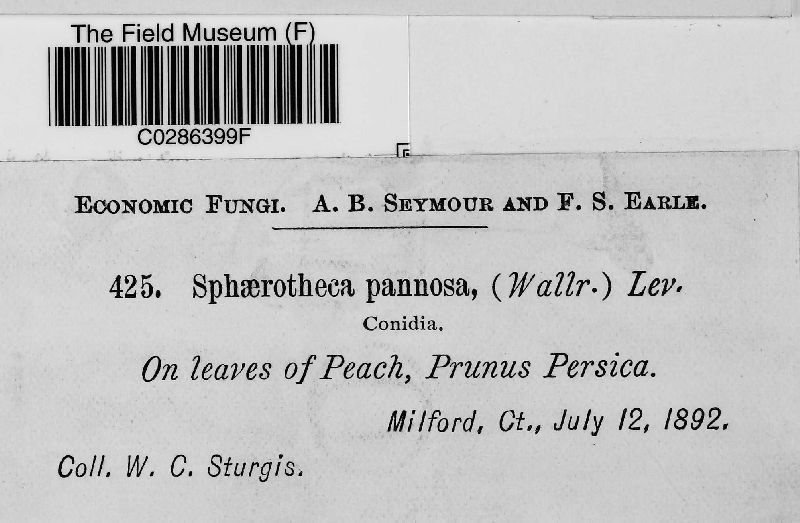 The Field Museum (F)
C0286399F
Economic Fungi. A. B. Seymour and F. S. Earle.
425. Sphærotheca pannosa, (Wallr.) Lev.
Conidia.
On leaves of Peach, Prunus Persica.
Milford, Ct., July 12, 1892.
Coll. W. C. Sturgis.